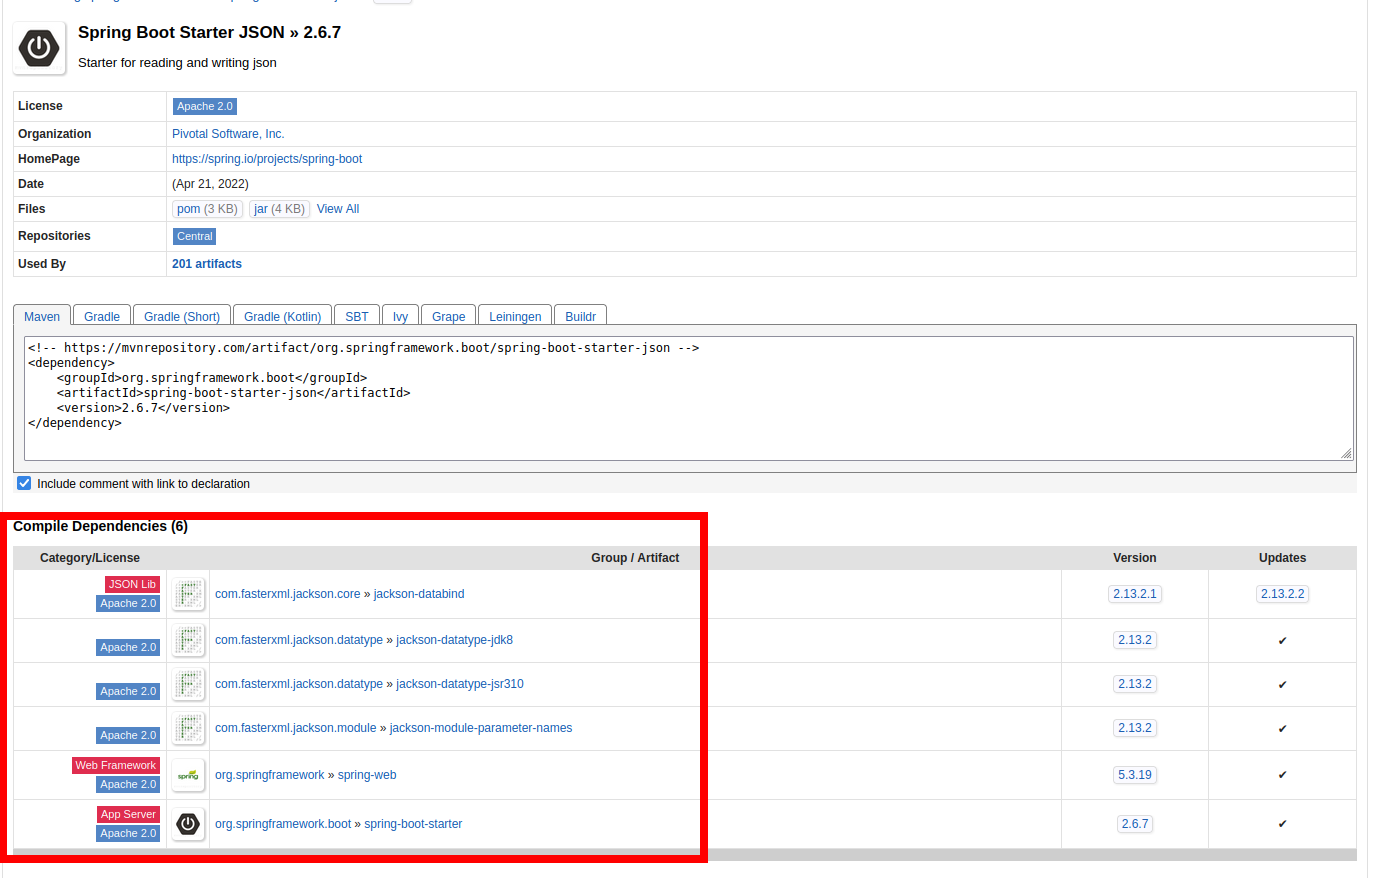 Spring Boot Starter JSON » 2.6.7
Starter for reading and writing json
License Apache 2.0
Organization Pivotal Software, Inc.
HomePage https://spring.io/projects/spring-boot
Date (Apr 21, 2022)
Files pom (3 KB) jar (4 KB) View All
Repositories Central
Used By 201 artifacts
Maven Gradle Gradle (Short) Gradle (Kotlin) SBT Ivy Grape Leiningen Buildr
<!-- https://mvnrepository.com/artifact/org.springframework.boot/spring-boot-starter-json -->
<dependency>
    <groupId>org.springframework.boot</groupId>
    <artifactId>spring-boot-starter-json</artifactId>
    <version>2.6.7</version>
</dependency>
Include comment with link to declaration
Compile Dependencies (6)
Category/License Group / Artifact Version Updates
JSON Lib
Apache 2.0 com.fasterxml.jackson.core » jackson-databind 2.13.2.1 2.13.2.2
Apache 2.0 com.fasterxml.jackson.datatype » jackson-datatype-jdk8 2.13.2 ✔
Apache 2.0 com.fasterxml.jackson.datatype » jackson-datatype-jsr310 2.13.2 ✔
Apache 2.0 com.fasterxml.jackson.module » jackson-module-parameter-names 2.13.2 ✔
Web Framework
Apache 2.0 spring org.springframework » spring-web 5.3.19 ✔
App Server
Apache 2.0 org.springframework.boot » spring-boot-starter 2.6.7 ✔